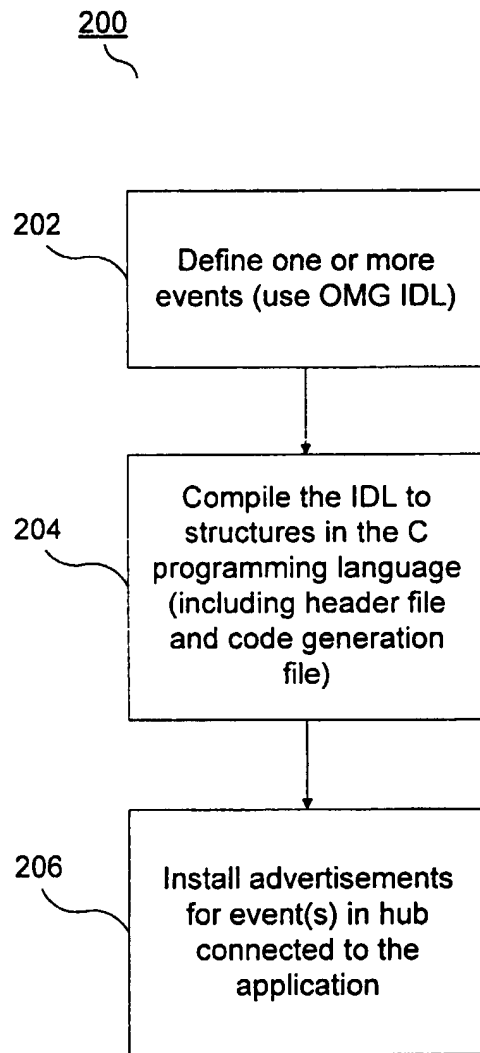 200
202
Define one or more
events (use OMG IDL)
204
Compile the IDL to
structures in the C
programming language
(including header file
and code generation
file)
206
Install advertisements
for event(s) in hub
connected to the
application